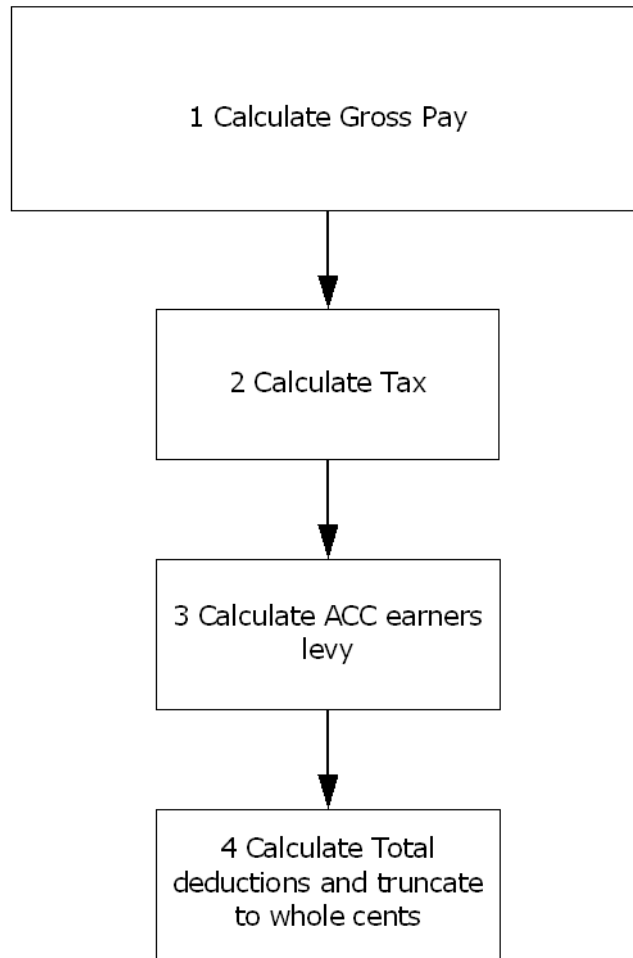 1 Calculate Gross Pay
2 Calculate Tax
3 Calculate ACC earners
levy
4 Calculate Total
deductions and truncate
to whole cents